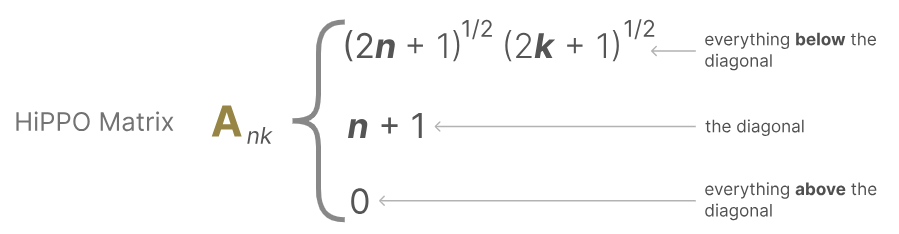 HiPPO Matrix A nk
(2n + 1)^1/2 (2k + 1)^1/2
everything below the
diagonal
n + 1
the diagonal
0
everything above the
diagonal